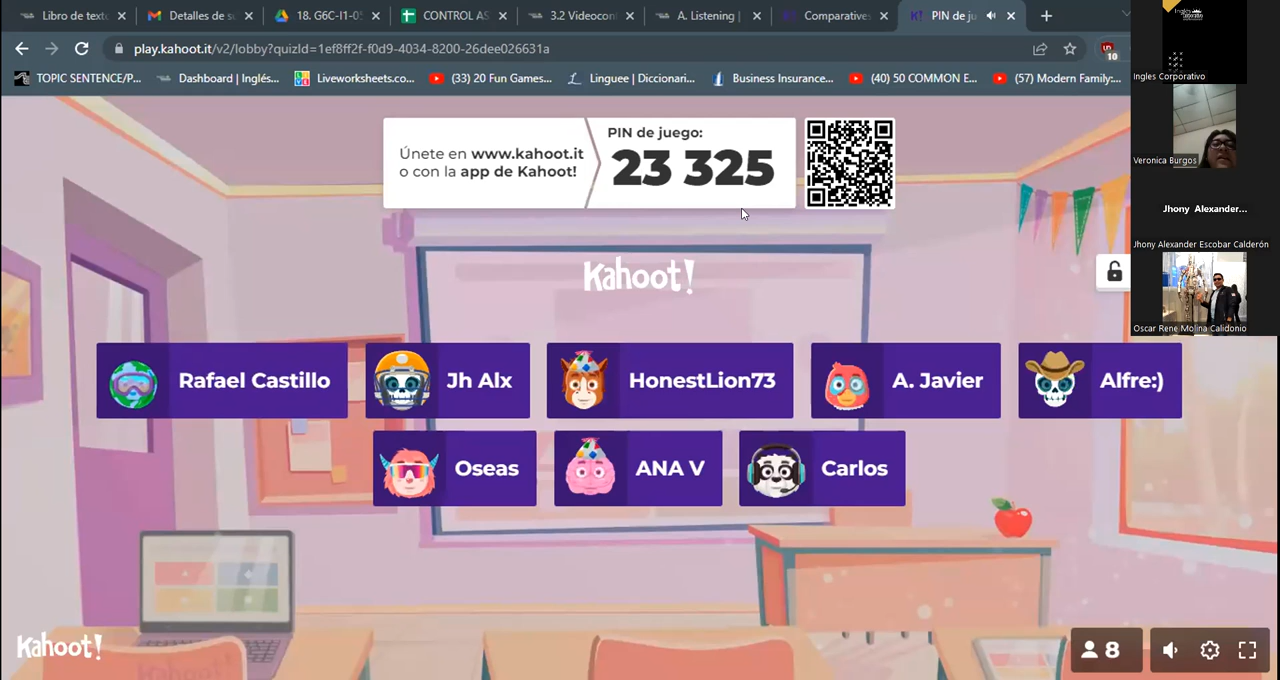 Libro de text
Detalles de su
18. G6C-I1-0
CONTROL AS
3.2 Videocon
A. Listening |
Comparatives
PIN de ju
play.kahoot.it/v2/lobby?quizId=1ef8ff2f-f0d9-4034-8200-26dee026631a
10
TOPIC SENTENCE/P...
Dashboard | Inglés...
Liveworksheets.co...
(33) 20 Fun Games...
Linguee | Diccionari...
Business Insurance...
(40) 50 COMMON E...
(57) Modern Family:...
Ingles Corporativo
Veronica Burgos
Jhony Alexander...
Jhony Alexander Escobar Calderón
Oscar Rene Molina Calidonio
Únete en www.kahoot.it
o con la app de Kahoot!
PIN de juego:
23 325
Kahoot!
Rafael Castillo
Jh Alx
HonestLion73
A. Javier
Alfre:)
Oseas
ANA V
Carlos
Kahoot!
8